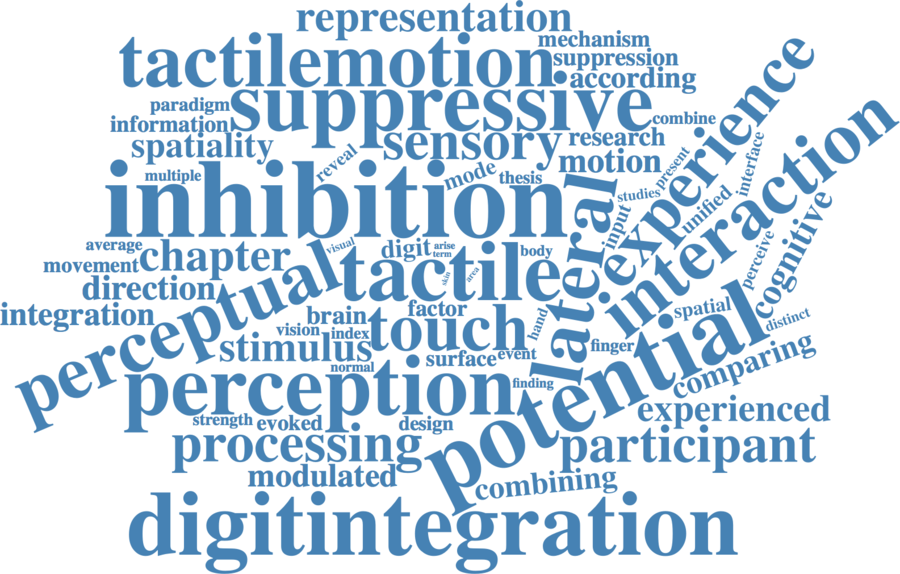 representation
tactilemotion
mechanism
suppression
according
suppressive
paradigm
information
combine
sensory
research
spatiality
motion
experience
interaction
reveal
mode
thesis
multiple
inhibition
present
studies
interface
unified
input
lateral
cognitive
average
chapter
movement
visual
digit
arise
term
body
perceptual
tactile
skin
area
perceive
direction
integration
brain
factor
touch
hand
spatial
distinct
vision
index
stimulus
normal
surface
event
finger
potential
comparing
perception
finding
experienced
strength
evoked
design
processing
participant
modulated
combining
digitintegration